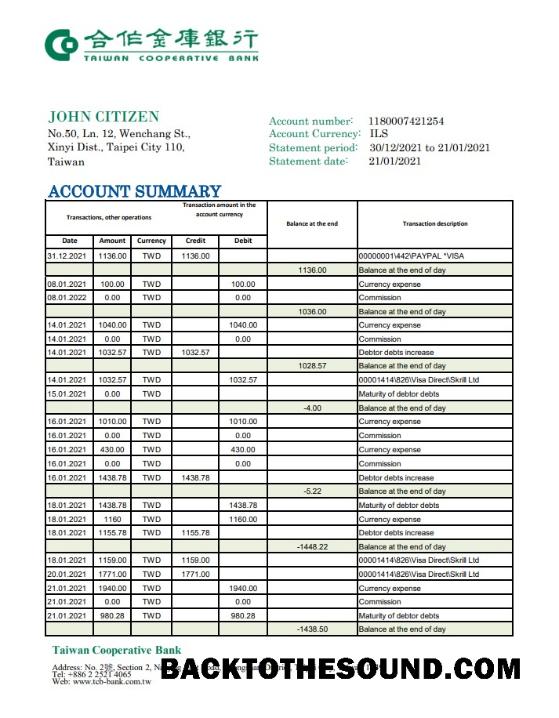 合作金庫銀行
TAIWAN COOPERATIVE BANK
JOHN CITIZEN
No.50, Ln. 12, Wenchang St.,
Xinyi Dist., Taipei City 110,
Taiwan
Account number: 1180007421254
Account Currency: ILS
Statement period: 30/12/2021 to 21/01/2021
Statement date: 21/01/2021
ACCOUNT SUMMARY
Transactions, other operations Transaction amount in the account currency Balance at the end Transaction description
Date Amount Currency Credit Debit
31.12.2021 1136.00 TWD 1136.00 00000001\442\PAYPAL *VISA
1136.00 Balance at the end of day
08.01.2021 100.00 TWD 100.00 Currency expense
08.01.2022 0.00 TWD 0.00 Commission
1036.00 Balance at the end of day
14.01.2021 1040.00 TWD 1040.00 Currency expense
14.01.2021 0.00 TWD 0.00 Commission
14.01.2021 1032.57 TWD 1032.57 Debtor debts increase
1028.57 Balance at the end of day
14.01.2021 1032.57 TWD 1032.57 00001414\826\Visa Direct\Skrill Ltd
15.01.2021 0.00 TWD Maturity of debtor debts
-4.00 Balance at the end of day
16.01.2021 1010.00 TWD 1010.00 Currency expense
16.01.2021 0.00 TWD 0.00 Commission
16.01.2021 430.00 TWD 430.00 Currency expense
16.01.2021 0.00 TWD 0.00 Commission
16.01.2021 1438.78 TWD 1438.78 Debtor debts increase
-5.22 Balance at the end of day
18.01.2021 1438.78 TWD 1438.78 Maturity of debtor debts
18.01.2021 1160 TWD 1160.00 Currency expense
18.01.2021 1155.78 TWD 1155.78 Debtor debts increase
-1448.22 Balance at the end of day
18.01.2021 1159.00 TWD 1159.00 00001414\826\Visa Direct\Skrill Ltd
20.01.2021 1771.00 TWD 1771.00 00001414\826\Visa Direct\Skrill Ltd
21.01.2021 1940.00 TWD 1940.00 Currency expense
21.01.2021 0.00 TWD 0.00 Commission
21.01.2021 980.28 TWD 980.28 Maturity of debtor debts
-1438.50 Balance at the end of day
Taiwan Cooperative Bank
Address: No. Section 2,
Tel: +886 2 2521 4065
Web: www.tcb-bank.com.tw
BACKTOTHESOUND.COM